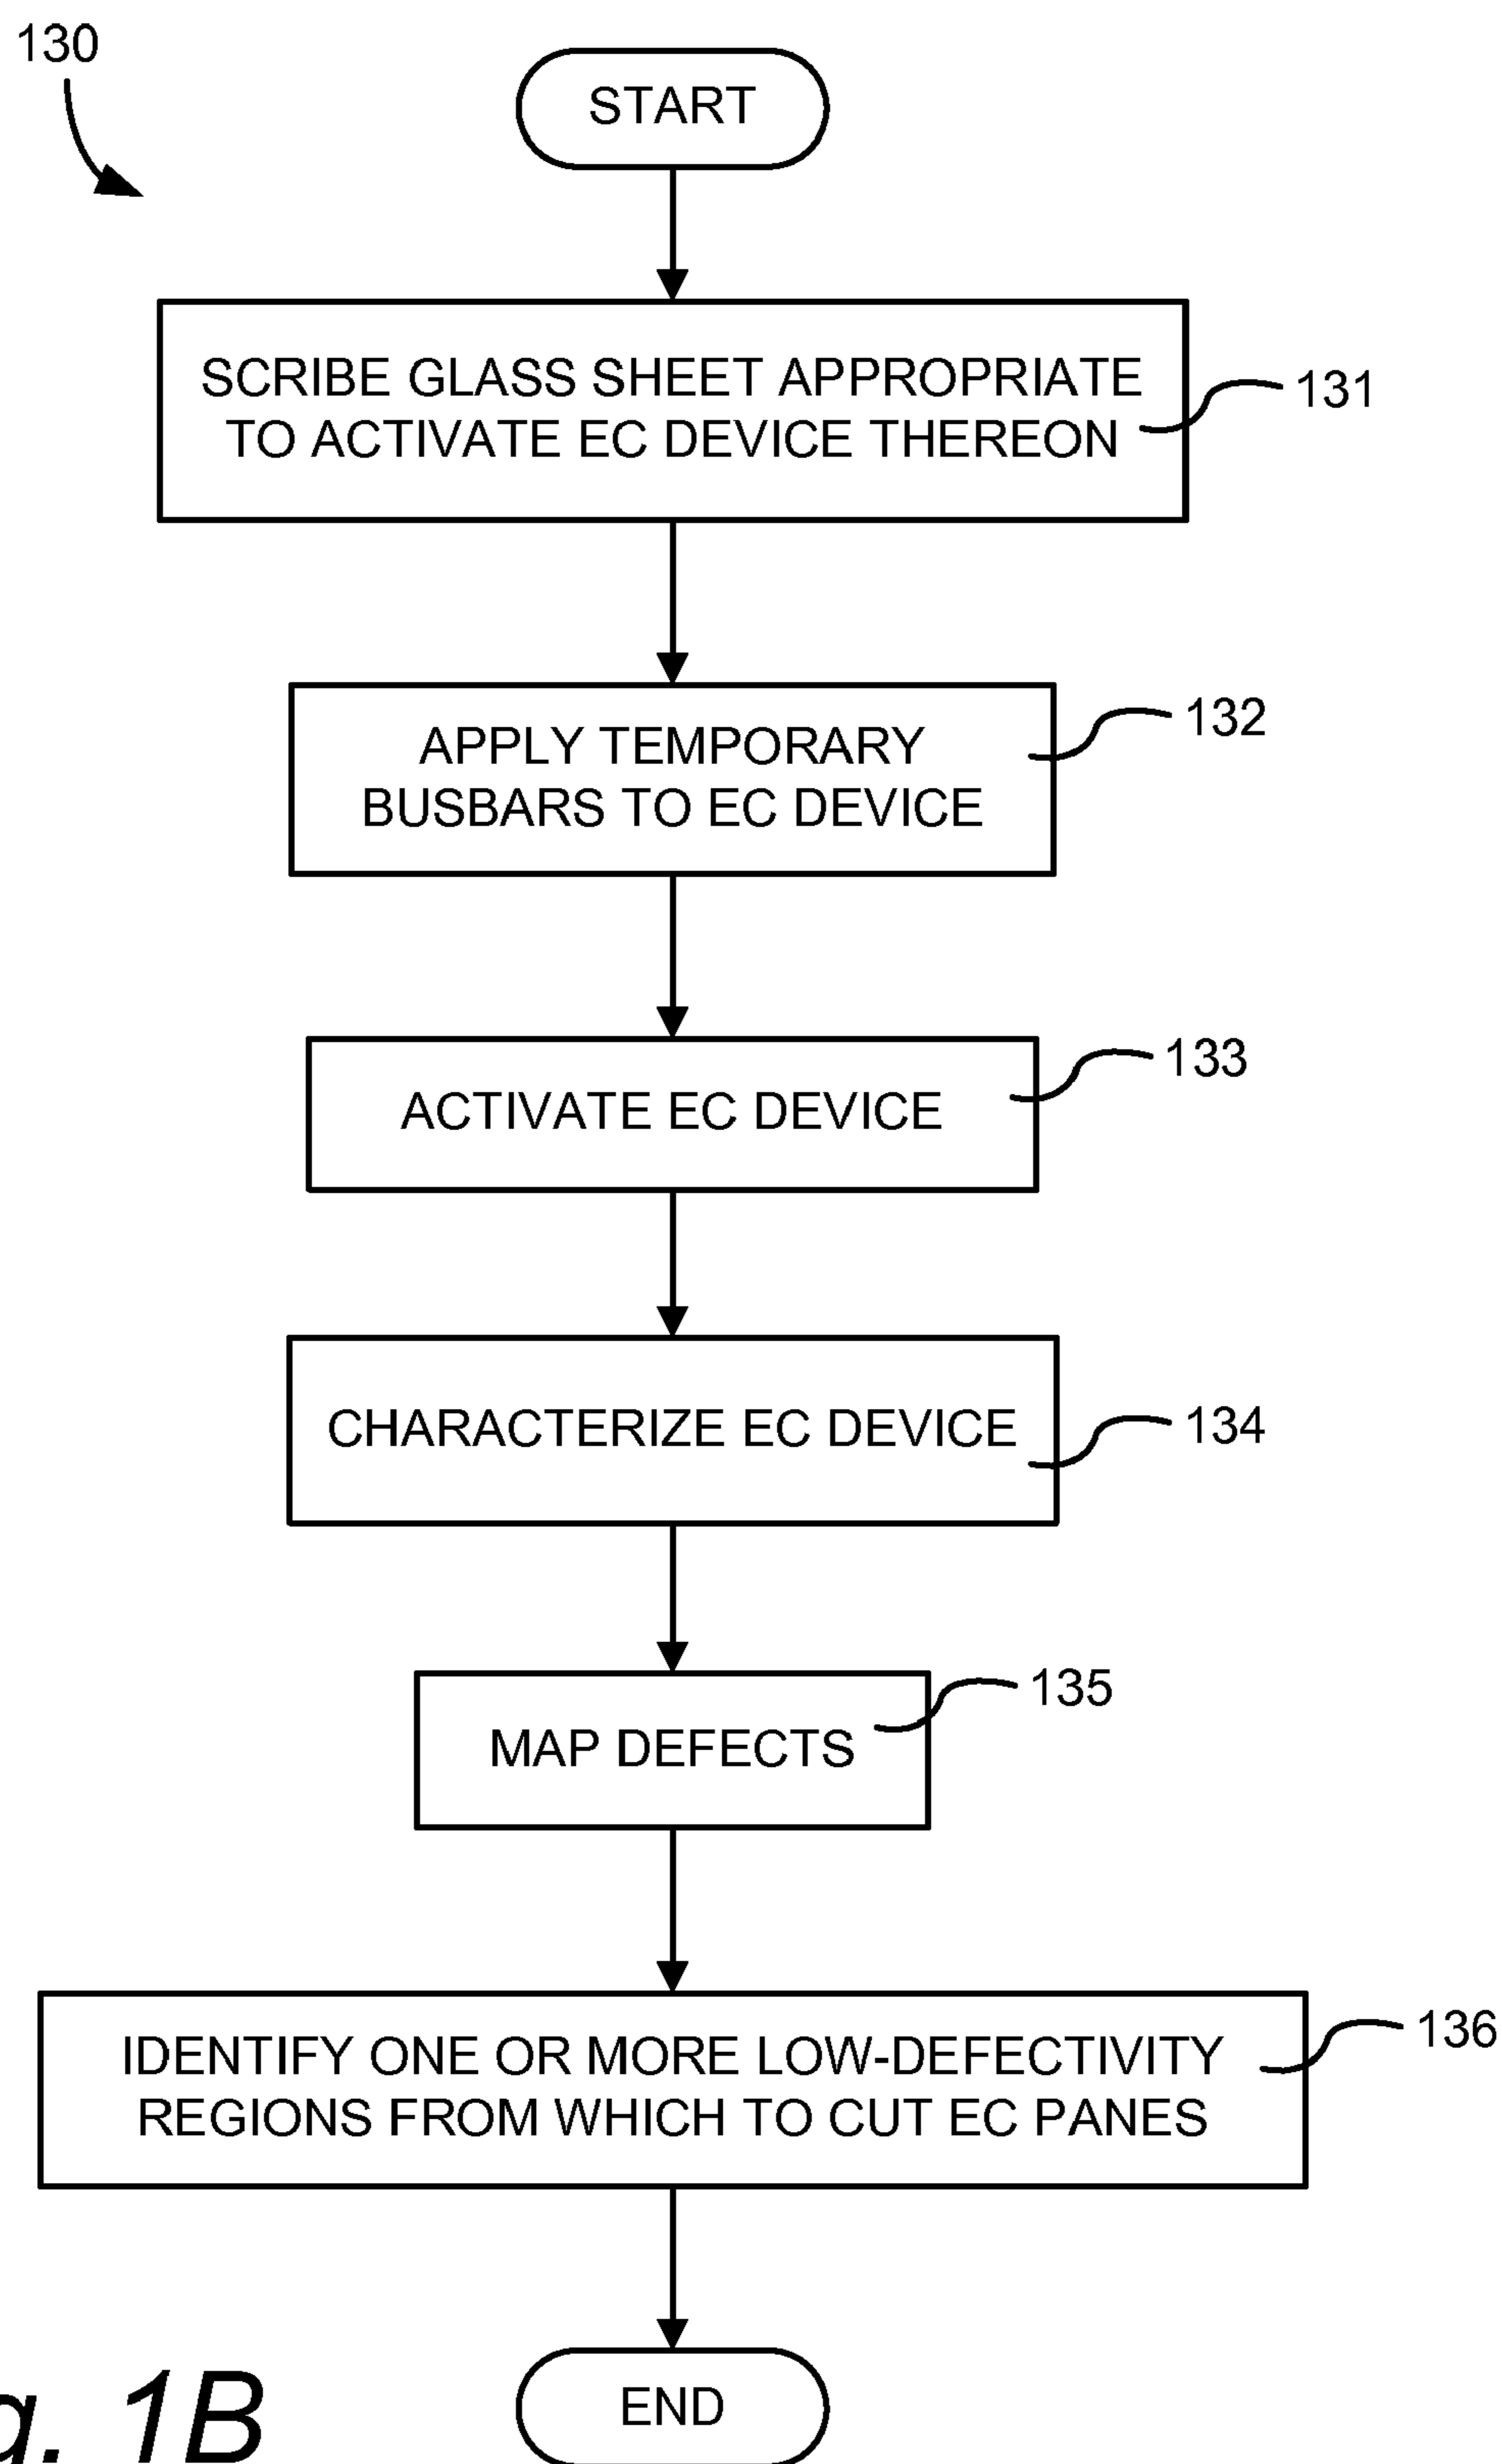 130
START
SCRIBE GLASS SHEET APPROPRIATE
TO ACTIVATE EC DEVICE THEREON
131
APPLY TEMPORARY
BUSBARS TO EC DEVICE
132
ACTIVATE EC DEVICE
133
CHARACTERIZE EC DEVICE
134
MAP DEFECTS
135
IDENTIFY ONE OR MORE LOW-DEFECTIVITY
REGIONS FROM WHICH TO CUT EC PANES
136
END
g. 1B